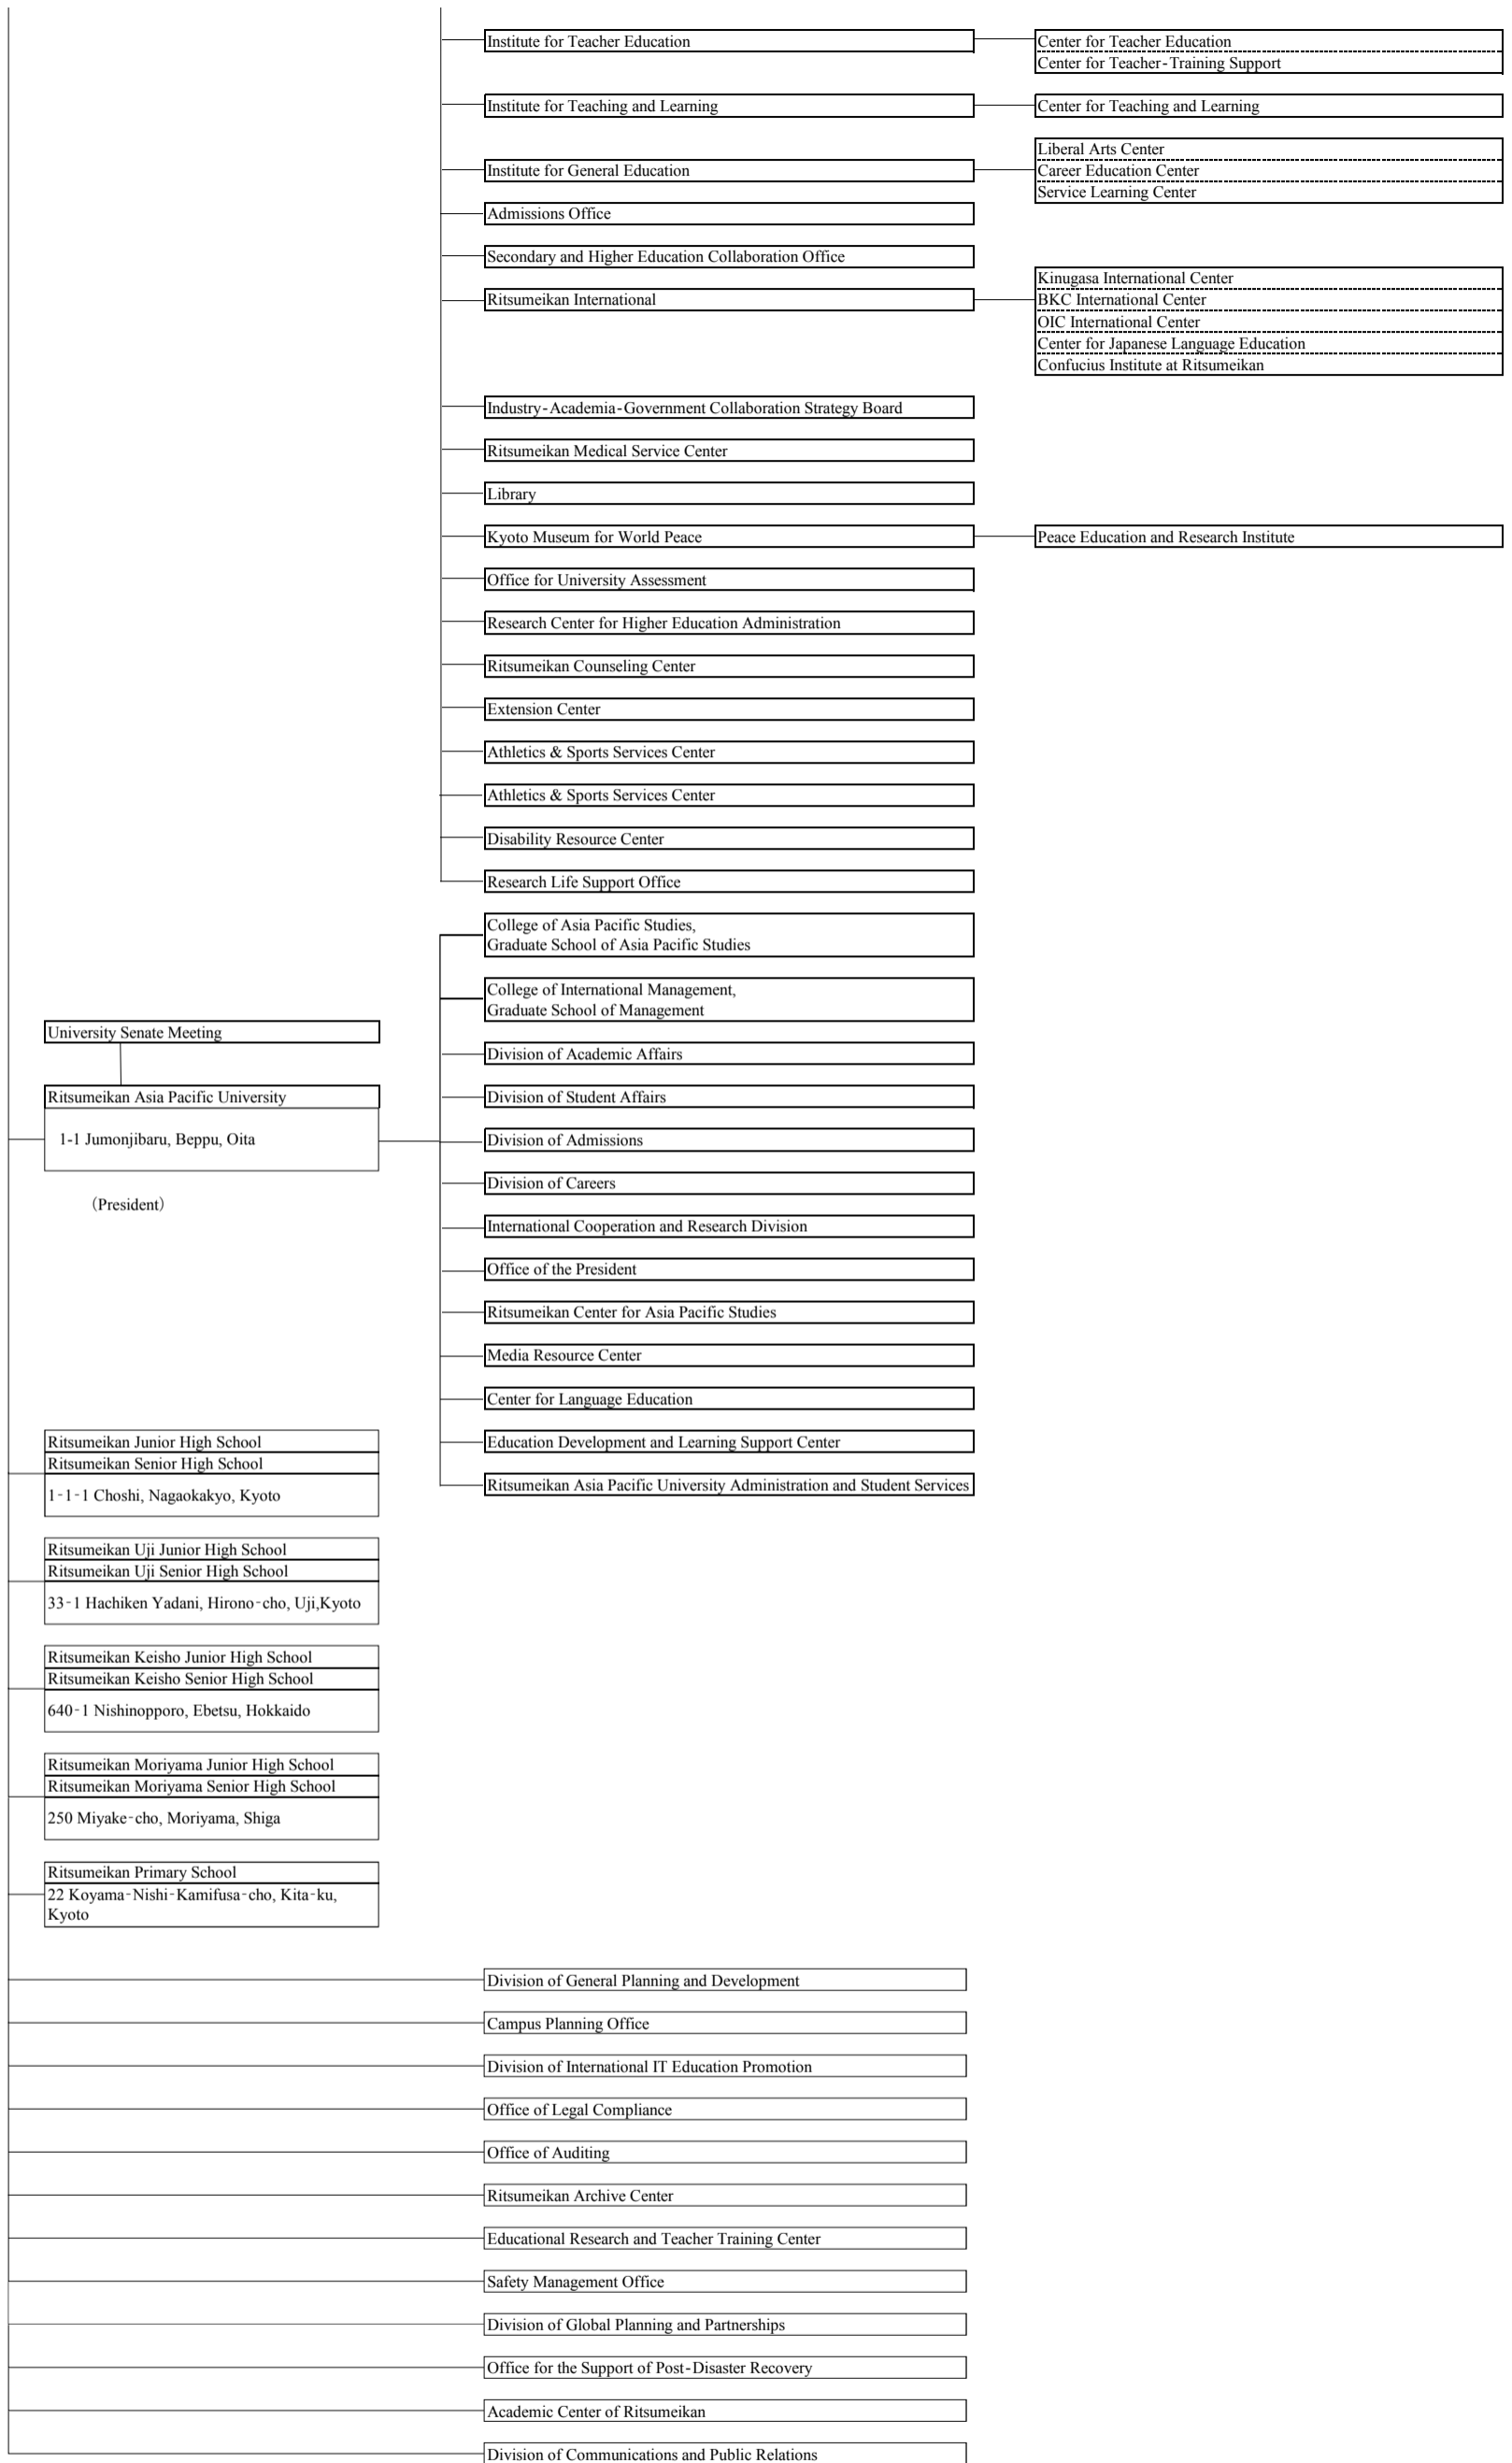 Institute for Teacher Education
Center for Teacher Education
Center for Teacher-Training Support
Institute for Teaching and Learning
Center for Teaching and Learning
Institute for General Education
Liberal Arts Center
Career Education Center
Service Learning Center
Admissions Office
Secondary and Higher Education Collaboration Office
Ritsumeikan International
Kinugasa International Center
BKC International Center
OIC International Center
Center for Japanese Language Education
Confucius Institute at Ritsumeikan
Industry-Academia-Government Collaboration Strategy Board
Ritsumeikan Medical Service Center
Library
Kyoto Museum for World Peace
Peace Education and Research Institute
Office for University Assessment
Research Center for Higher Education Administration
Ritsumeikan Counseling Center
Extension Center
Athletics & Sports Services Center
Athletics & Sports Services Center
Disability Resource Center
Research Life Support Office
University Senate Meeting
Ritsumeikan Asia Pacific University
1-1 Jumonjibaru, Beppu, Oita
（President）
College of Asia Pacific Studies,
Graduate School of Asia Pacific Studies
College of International Management,
Graduate School of Management
Division of Academic Affairs
Division of Student Affairs
Division of Admissions
Division of Careers
International Cooperation and Research Division
Office of the President
Ritsumeikan Center for Asia Pacific Studies
Media Resource Center
Center for Language Education
Education Development and Learning Support Center
Ritsumeikan Asia Pacific University Administration and Student Services
Ritsumeikan Junior High School
Ritsumeikan Senior High School
1-1-1 Choshi, Nagaokakyo, Kyoto
Ritsumeikan Uji Junior High School
Ritsumeikan Uji Senior High School
33-1 Hachiken Yadani, Hirono-cho, Uji,Kyoto
Ritsumeikan Keisho Junior High School
Ritsumeikan Keisho Senior High School
640-1 Nishinopporo, Ebetsu, Hokkaido
Ritsumeikan Moriyama Junior High School
Ritsumeikan Moriyama Senior High School
250 Miyake-cho, Moriyama, Shiga
Ritsumeikan Primary School
22 Koyama-Nishi-Kamifusa-cho, Kita-ku,
Kyoto
Division of General Planning and Development
Campus Planning Office
Division of International IT Education Promotion
Office of Legal Compliance
Office of Auditing
Ritsumeikan Archive Center
Educational Research and Teacher Training Center
Safety Management Office
Division of Global Planning and Partnerships
Office for the Support of Post-Disaster Recovery
Academic Center of Ritsumeikan
Division of Communications and Public Relations